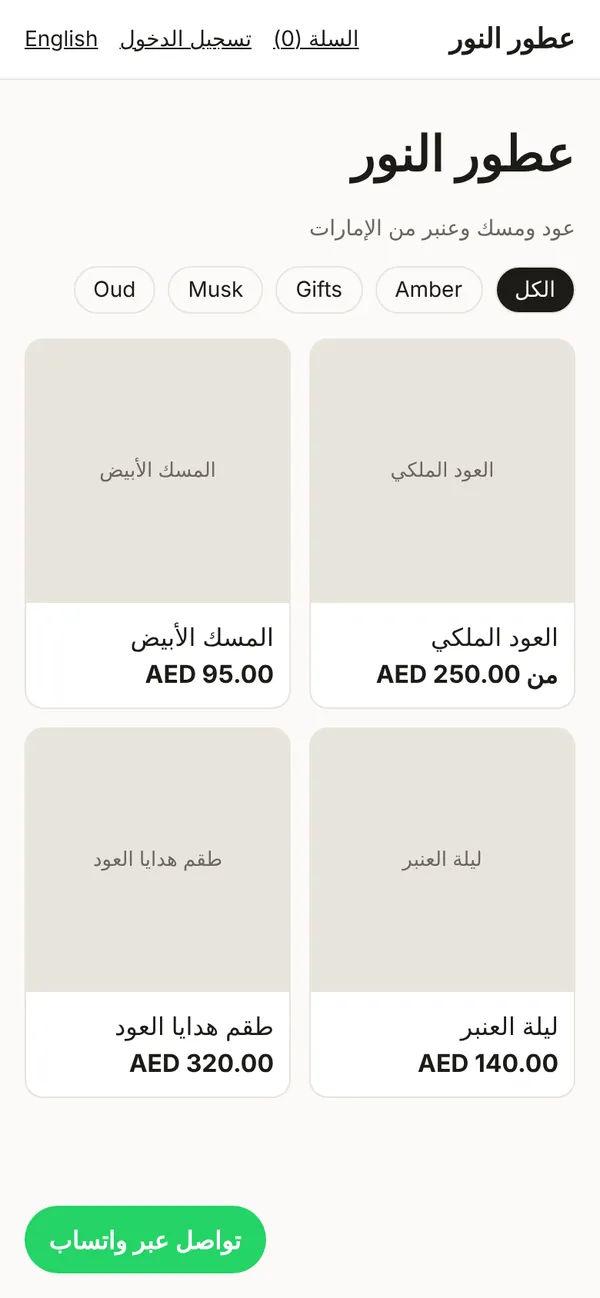 عطور النور
السلة (0)
تسجيل الدخول
English
عطور النور
عود ومسك وعنبر من الإمارات
الكل
Amber
Gifts
Musk
Oud
العود الملكي
العود الملكي
من AED 250.00
المسك الأبيض
المسك الأبيض
AED 95.00
ليلة العنبر
ليلة العنبر
AED 140.00
طقم هدايا العود
طقم هدايا العود
AED 320.00
تواصل عبر واتساب